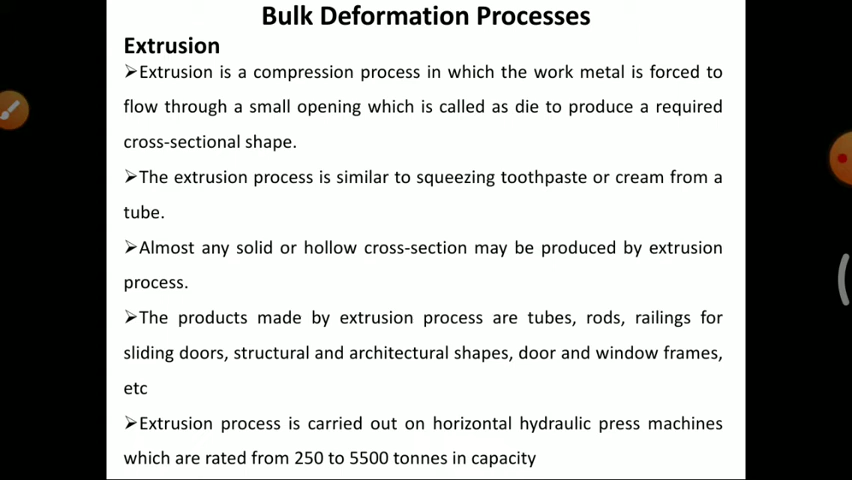 Bulk Deformation Processes
Extrusion
➢Extrusion is a compression process in which the work metal is forced to
flow through a small opening which is called as die to produce a required
cross-sectional shape.
➢The extrusion process is similar to squeezing toothpaste or cream from a
tube.
➢Almost any solid or hollow cross-section may be produced by extrusion
process.
➢The products made by extrusion process are tubes, rods, railings for
sliding doors, structural and architectural shapes, door and window frames,
etc
➢Extrusion process is carried out on horizontal hydraulic press machines
which are rated from 250 to 5500 tonnes in capacity